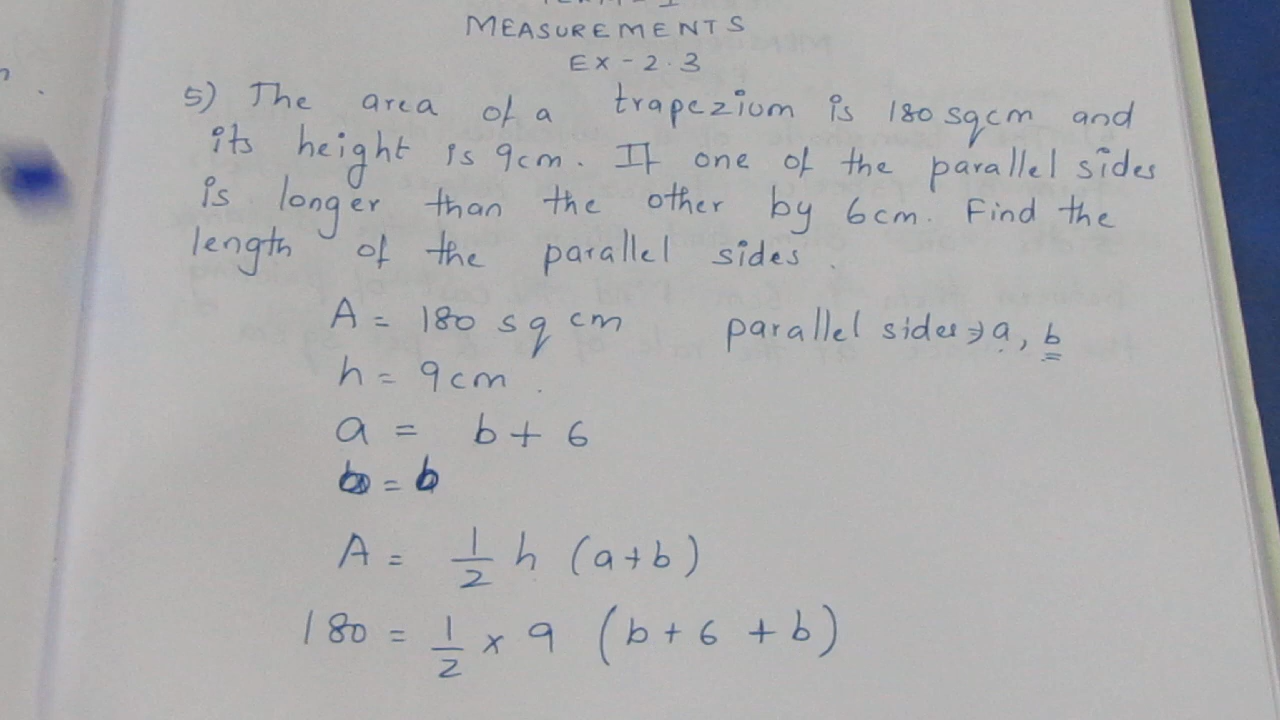 MEASUREMENTS
EX-2.3
5) The area of a trapezium is 180 sqcm and
its height is 9cm. If one of the parallel sides
is longer than the other by 6cm. Find the
length of the parallel sides.
A = 180 sq cm parallel sides ⇒ a, b
h = 9cm.
a = b + 6
b = b
A = 1/2 h (a+b)
180 = 1/2 × 9 (b + 6 + b)